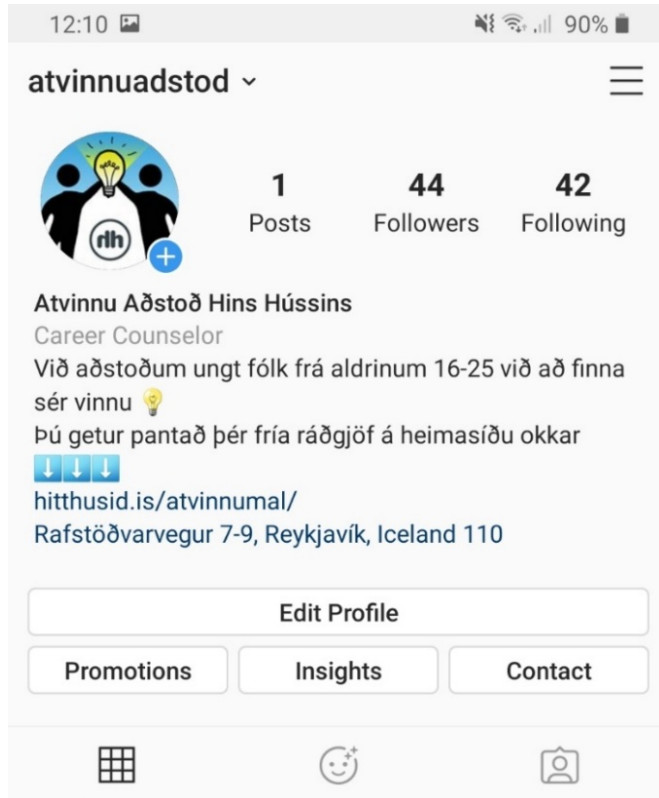 12:10 90%
atvinnuadstod
1 44 42
Posts Followers Following
Atvinnu Aðstoð Hins Hússins
Career Counselor
Við aðstoðum ungt fólk frá aldrinum 16-25 við að finna
sér vinnu 💡
Þú getur pantað þér fría ráðgjöf á heimasíðu okkar
⬇️⬇️⬇️
hitthusid.is/atvinnumal/
Rafstöðvarvegur 7-9, Reykjavík, Iceland 110
Edit Profile
Promotions Insights Contact